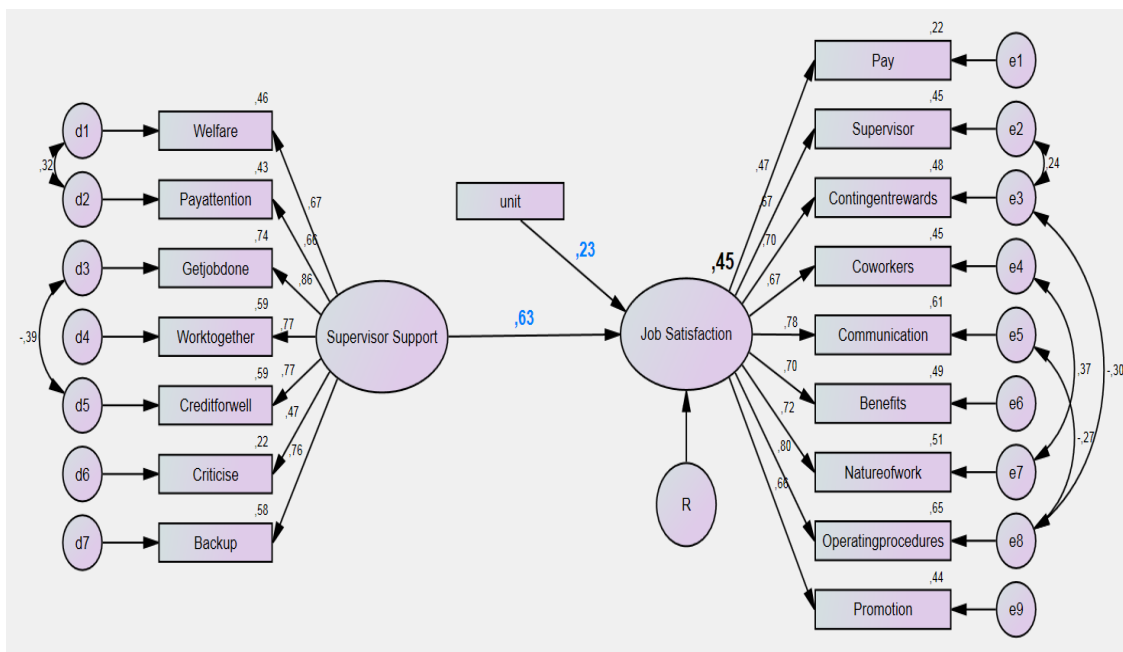 ,22
Pay
e1
,46
,45
d1
Welfare
Supervisor
e2
,32
,43
,48
,24
d2
Payattention
unit
,47
Contingentrewards
e3
,67
,67
,66
,70
,74
,23
,45
,45
d3
Getjobdone
,86
Coworkers
e4
,67
,59
,63
,61
d4
Worktogether
,77
Supervisor Support
Job Satisfaction
,78
Communication
e5
-,39
,77
,70
,37
-,30
,59
,49
d5
Creditforwell
,47
,72
Benefits
e6
,76
,80
-,27
,22
,51
d6
Criticise
,66
Natureofwork
e7
R
,58
,65
d7
Backup
Operatingprocedures
e8
,44
Promotion
e9